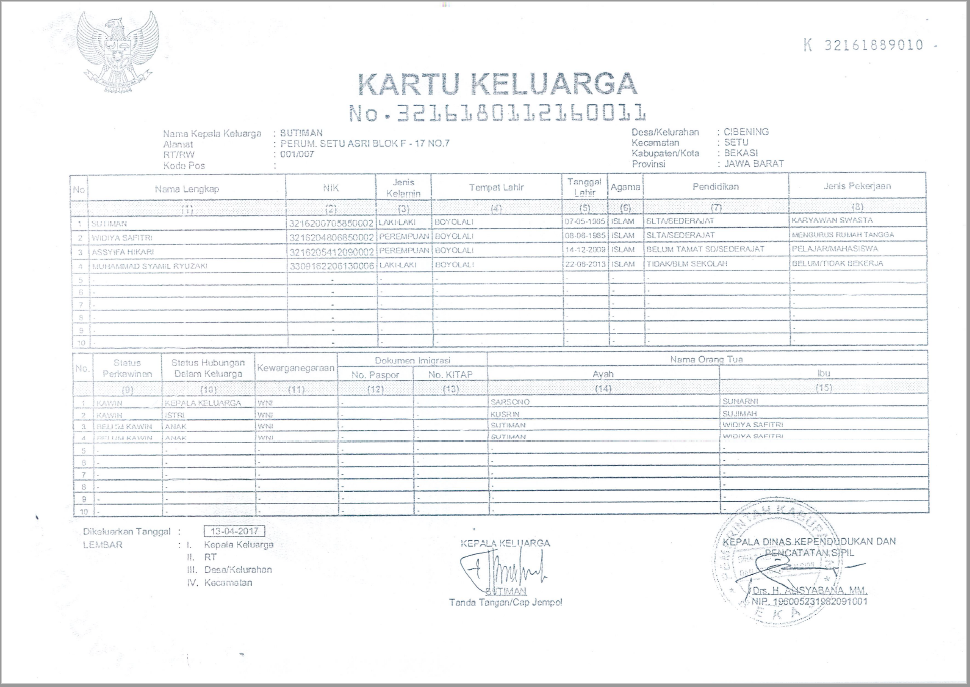 K 32161889010 -
KARTU KELUARGA
No.3216180112160011
Nama Kepala Keluarga : SUTIMAN
Alamat : PERUM. SETU ASRI BLOK F - 17 NO.7
RT/RW : 001/007
Kode Pos :
Desa/Kelurahan : CIBENING
Kecamatan : SETU
Kabupaten/Kota : BEKASI
Provinsi : JAWA BARAT
No Nama Lengkap NIK Jenis Kelamin Tempat Lahir Tanggal Lahir Agama Pendidikan Jenis Pekerjaan
(1) (2) (3) (4) (5) (6) (7) (8)
1 SUTIMAN 3216200705850002 LAKI-LAKI BOYOLALI 07-05-1985 ISLAM SLTA/SEDERAJAT KARYAWAN SWASTA
2 WIDIYA SAFITRI 3216204806850002 PEREMPUAN BOYOLALI 08-06-1985 ISLAM SLTA/SEDERAJAT MENGURUS RUMAH TANGGA
3 ASSYIFA HIKARI 3216205412090002 PEREMPUAN BOYOLALI 14-12-2009 ISLAM BELUM TAMAT SD/SEDERAJAT PELAJAR/MAHASISWA
4 MUHAMMAD SYAMIL RYUZAKI 3309162206130006 LAKI-LAKI BOYOLALI 22-06-2013 ISLAM TIDAK/BLM SEKOLAH BELUM/TIDAK BEKERJA
5 - - - - - - - -
6 - - - - - - - -
7 - - - - - - - -
8 - - - - - - - -
9 - - - - - - - -
10 - - - - - - - -
No. Status Perkawinan Status Hubungan Dalam Keluarga Kewarganegaraan Dokumen Imigrasi Nama Orang Tua
No. Paspor No. KITAP Ayah Ibu
(9) (10) (11) (12) (13) (14) (15)
1 KAWIN KEPALA KELUARGA WNI - - SARSONO SUNARNI
2 KAWIN ISTRI WNI - - KUSRIN SUJIMAH
3 BELUM KAWIN ANAK WNI - - SUTIMAN WIDIYA SAFITRI
4 BELUM KAWIN ANAK WNI - - SUTIMAN WIDIYA SAFITRI
5 - - - - - - -
6 - - - - - - -
7 - - - - - - -
8 - - - - - - -
9 - - - - - - -
10 - - - - - - -
Dikeluarkan Tanggal : 13-04-2017
LEMBAR : I. Kepala Keluarga
II. RT
III. Desa/Kelurahan
IV. Kecamatan
KEPALA KELUARGA
SUTIMAN
Tanda Tangan/Cap Jempol
KEPALA DINAS KEPENDUDUKAN DAN
PENCATATAN SIPIL
Drs. H. ALISYABANA, MM.
NIP. 196005231982091001